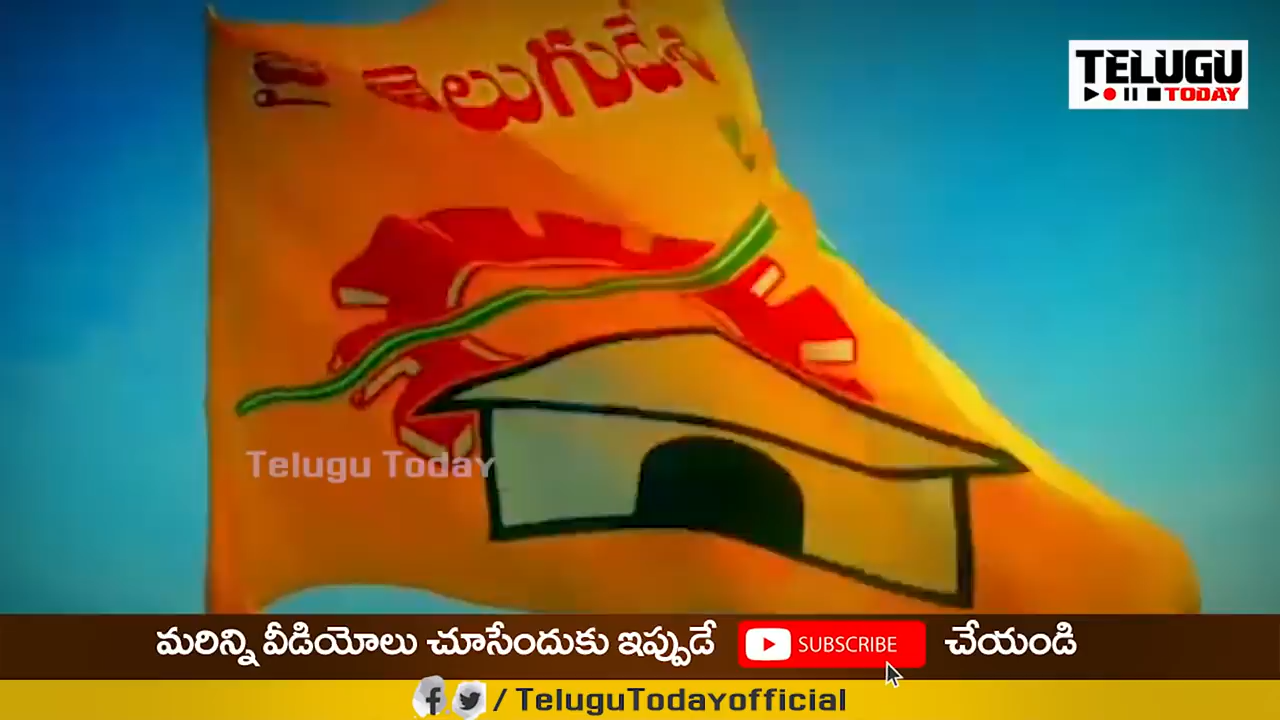 జై తెలుగుదేశం
TELUGU
TODAY
Telugu Today
మరిన్ని వీడియోలు చూసేందుకు ఇప్పుడే SUBSCRIBE చేయండి
/ TeluguTodayofficial